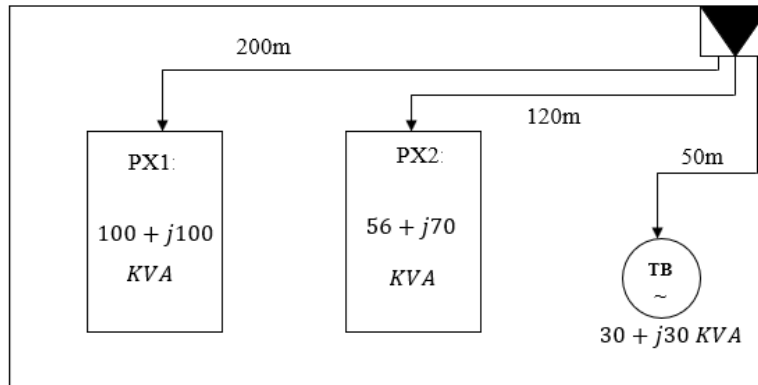 200m
120m
50m
PX1:
100 + j100
KVA
PX2:
56 + j70
KVA
TB
~
30 + j30 KVA